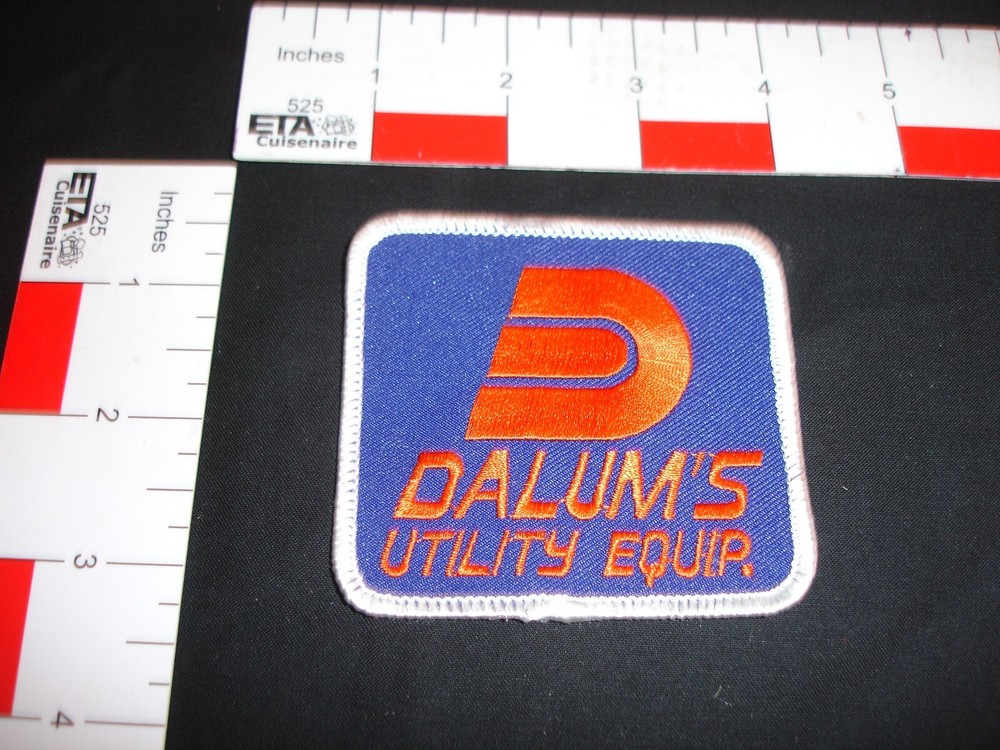 Inches
1 2 3 4 5
525
ETA
Cuisenaire
Inches
525
ETA
Cuisenaire
1
2
3
4
D
DALUM'S
UTILITY EQUIP.